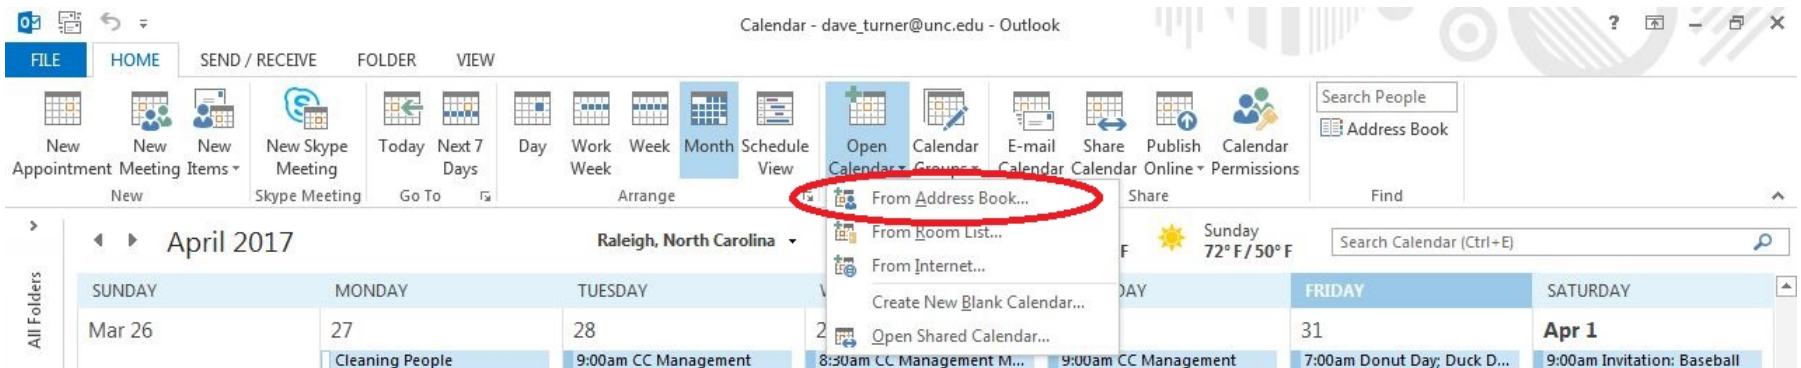 Calendar - dave_turner@unc.edu - Outlook
FILE HOME SEND / RECEIVE FOLDER VIEW
New Appointment
New Meeting
New Items
New
New Skype Meeting
Skype Meeting
Today
Next 7 Days
Go To
Day
Work Week
Week
Month
Schedule View
Arrange
Open Calendar
Calendar Groups
E-mail Calendar
Share Calendar
Publish Online
Calendar Permissions
Share
Search People
Address Book
Find
From Address Book...
From Room List...
From Internet...
Create New Blank Calendar...
Open Shared Calendar...
All Folders
April 2017
Raleigh, North Carolina
F
Sunday
72° F / 50° F
Search Calendar (Ctrl+E)
SUNDAY MONDAY TUESDAY W DAY FRIDAY SATURDAY
Mar 26 27 28 2 31 Apr 1
Cleaning People
9:00am CC Management
8:30am CC Management M...
9:00am CC Management
7:00am Donut Day; Duck D...
9:00am Invitation: Baseball